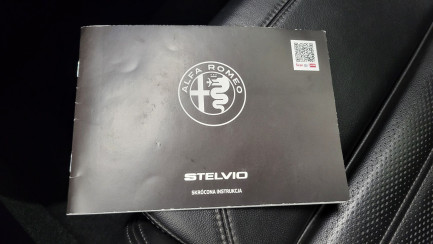 ALFA ROMEO
STELVIO
SKRÓCONA INSTRUKCJA